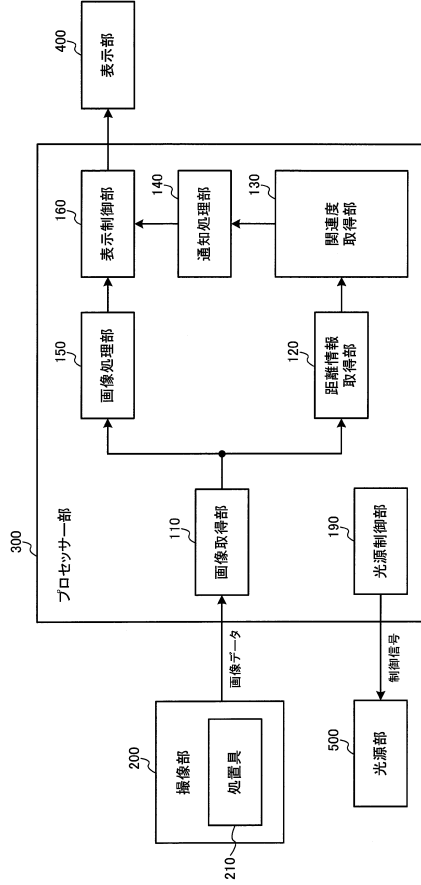 300
プロセッサー部
200
撮像部
処置具
210
画像データ
110
画像取得部
150
画像処理部
160
表示制御部
400
表示部
140
通知処理部
120
距離情報
取得部
130
関連度
取得部
500
光源部
制御信号
190
光源制御部